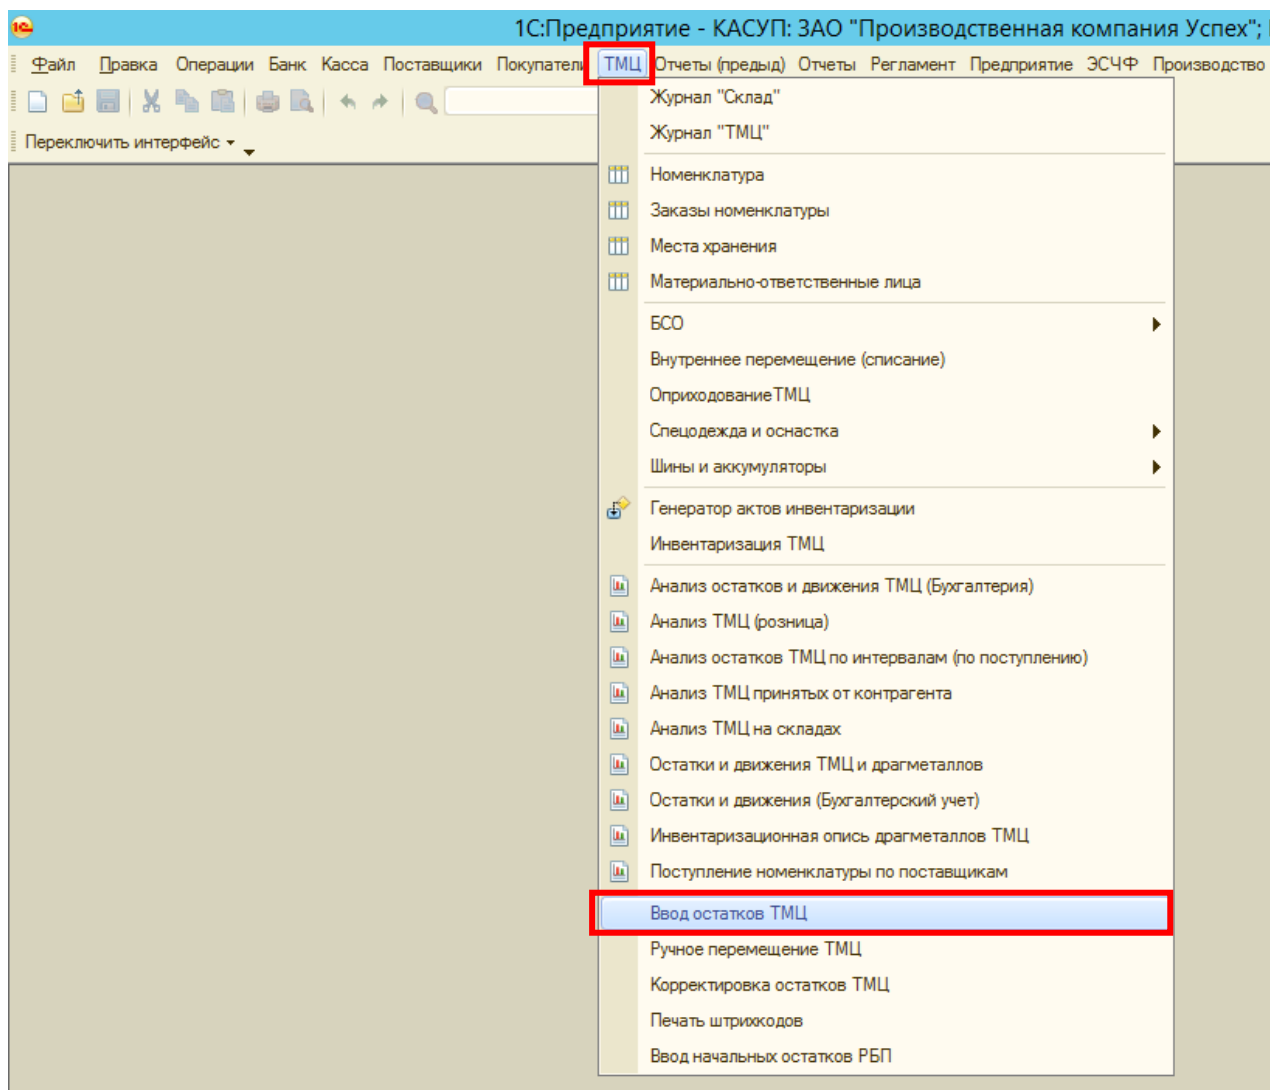 1С:Предприятие - КАСУП: ЗАО "Производственная компания Успех";
Файл Правка Операции Банк Касса Поставщики Покупатели ТМЦ Отчеты (предыд) Отчеты Регламент Предприятие ЭСЧФ Производство
Переключить интерфейс
Журнал "Склад"
Журнал "ТМЦ"
Номенклатура
Заказы номенклатуры
Места хранения
Материально-ответственные лица
БСО
Внутреннее перемещение (списание)
ОприходованиеТМЦ
Спецодежда и оснастка
Шины и аккумуляторы
Генератор актов инвентаризации
Инвентаризация ТМЦ
Анализ остатков и движения ТМЦ (Бухгалтерия)
Анализ ТМЦ (розница)
Анализ остатков ТМЦ по интервалам (по поступлению)
Анализ ТМЦ принятых от контрагента
Анализ ТМЦ на складах
Остатки и движения ТМЦ и драгметаллов
Остатки и движения (Бухгалтерский учет)
Инвентаризационная опись драгметаллов ТМЦ
Поступление номенклатуры по поставщикам
Ввод остатков ТМЦ
Ручное перемещение ТМЦ
Корректировка остатков ТМЦ
Печать штрихкодов
Ввод начальных остатков РБП